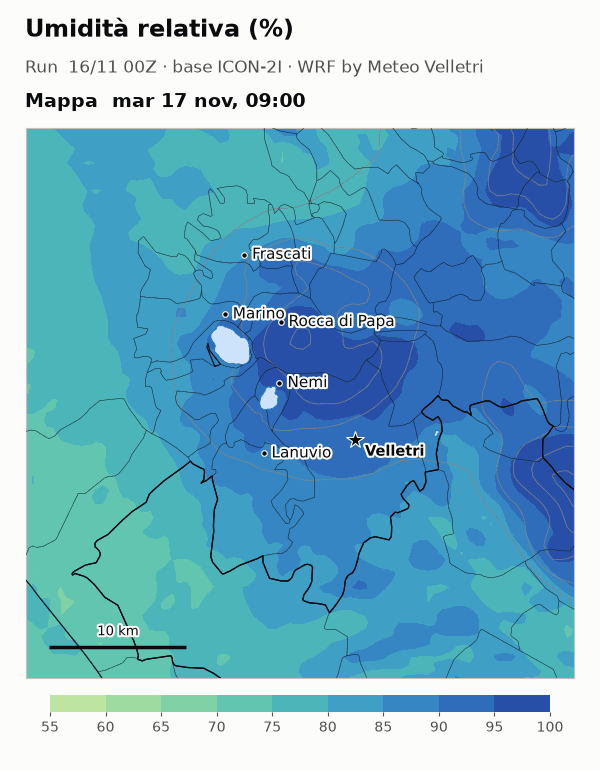 Umidità relativa (%)
Run  16/11 00Z · base ICON-2I · WRF by Meteo Velletri
Mappa  mar 17 nov, 09:00
Frascati
Marino
Rocca di Papa
Nemi
Velletri
Lanuvio
10 km
55 60 65 70 75 80 85 90 95 100